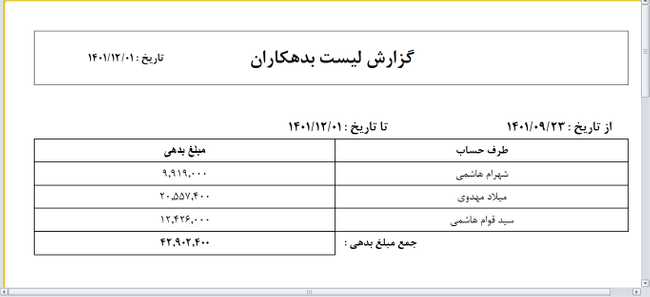 گزارش لیست بدهکاران
تاریخ : ۱۴۰۱/۱۲/۰۱
از تاریخ : ۱۴۰۱/۰۹/۲۳ تا تاریخ : ۱۴۰۱/۱۲/۰۱
طرف حساب مبلغ بدهی
شهرام هاشمی ۹,۹۱۹,۰۰۰
میلاد مهدوی ۲۰,۵۵۷,۴۰۰
سید قوام هاشمی ۱۲,۴۲۶,۰۰۰
جمع مبلغ بدهی : ۴۲,۹۰۲,۴۰۰